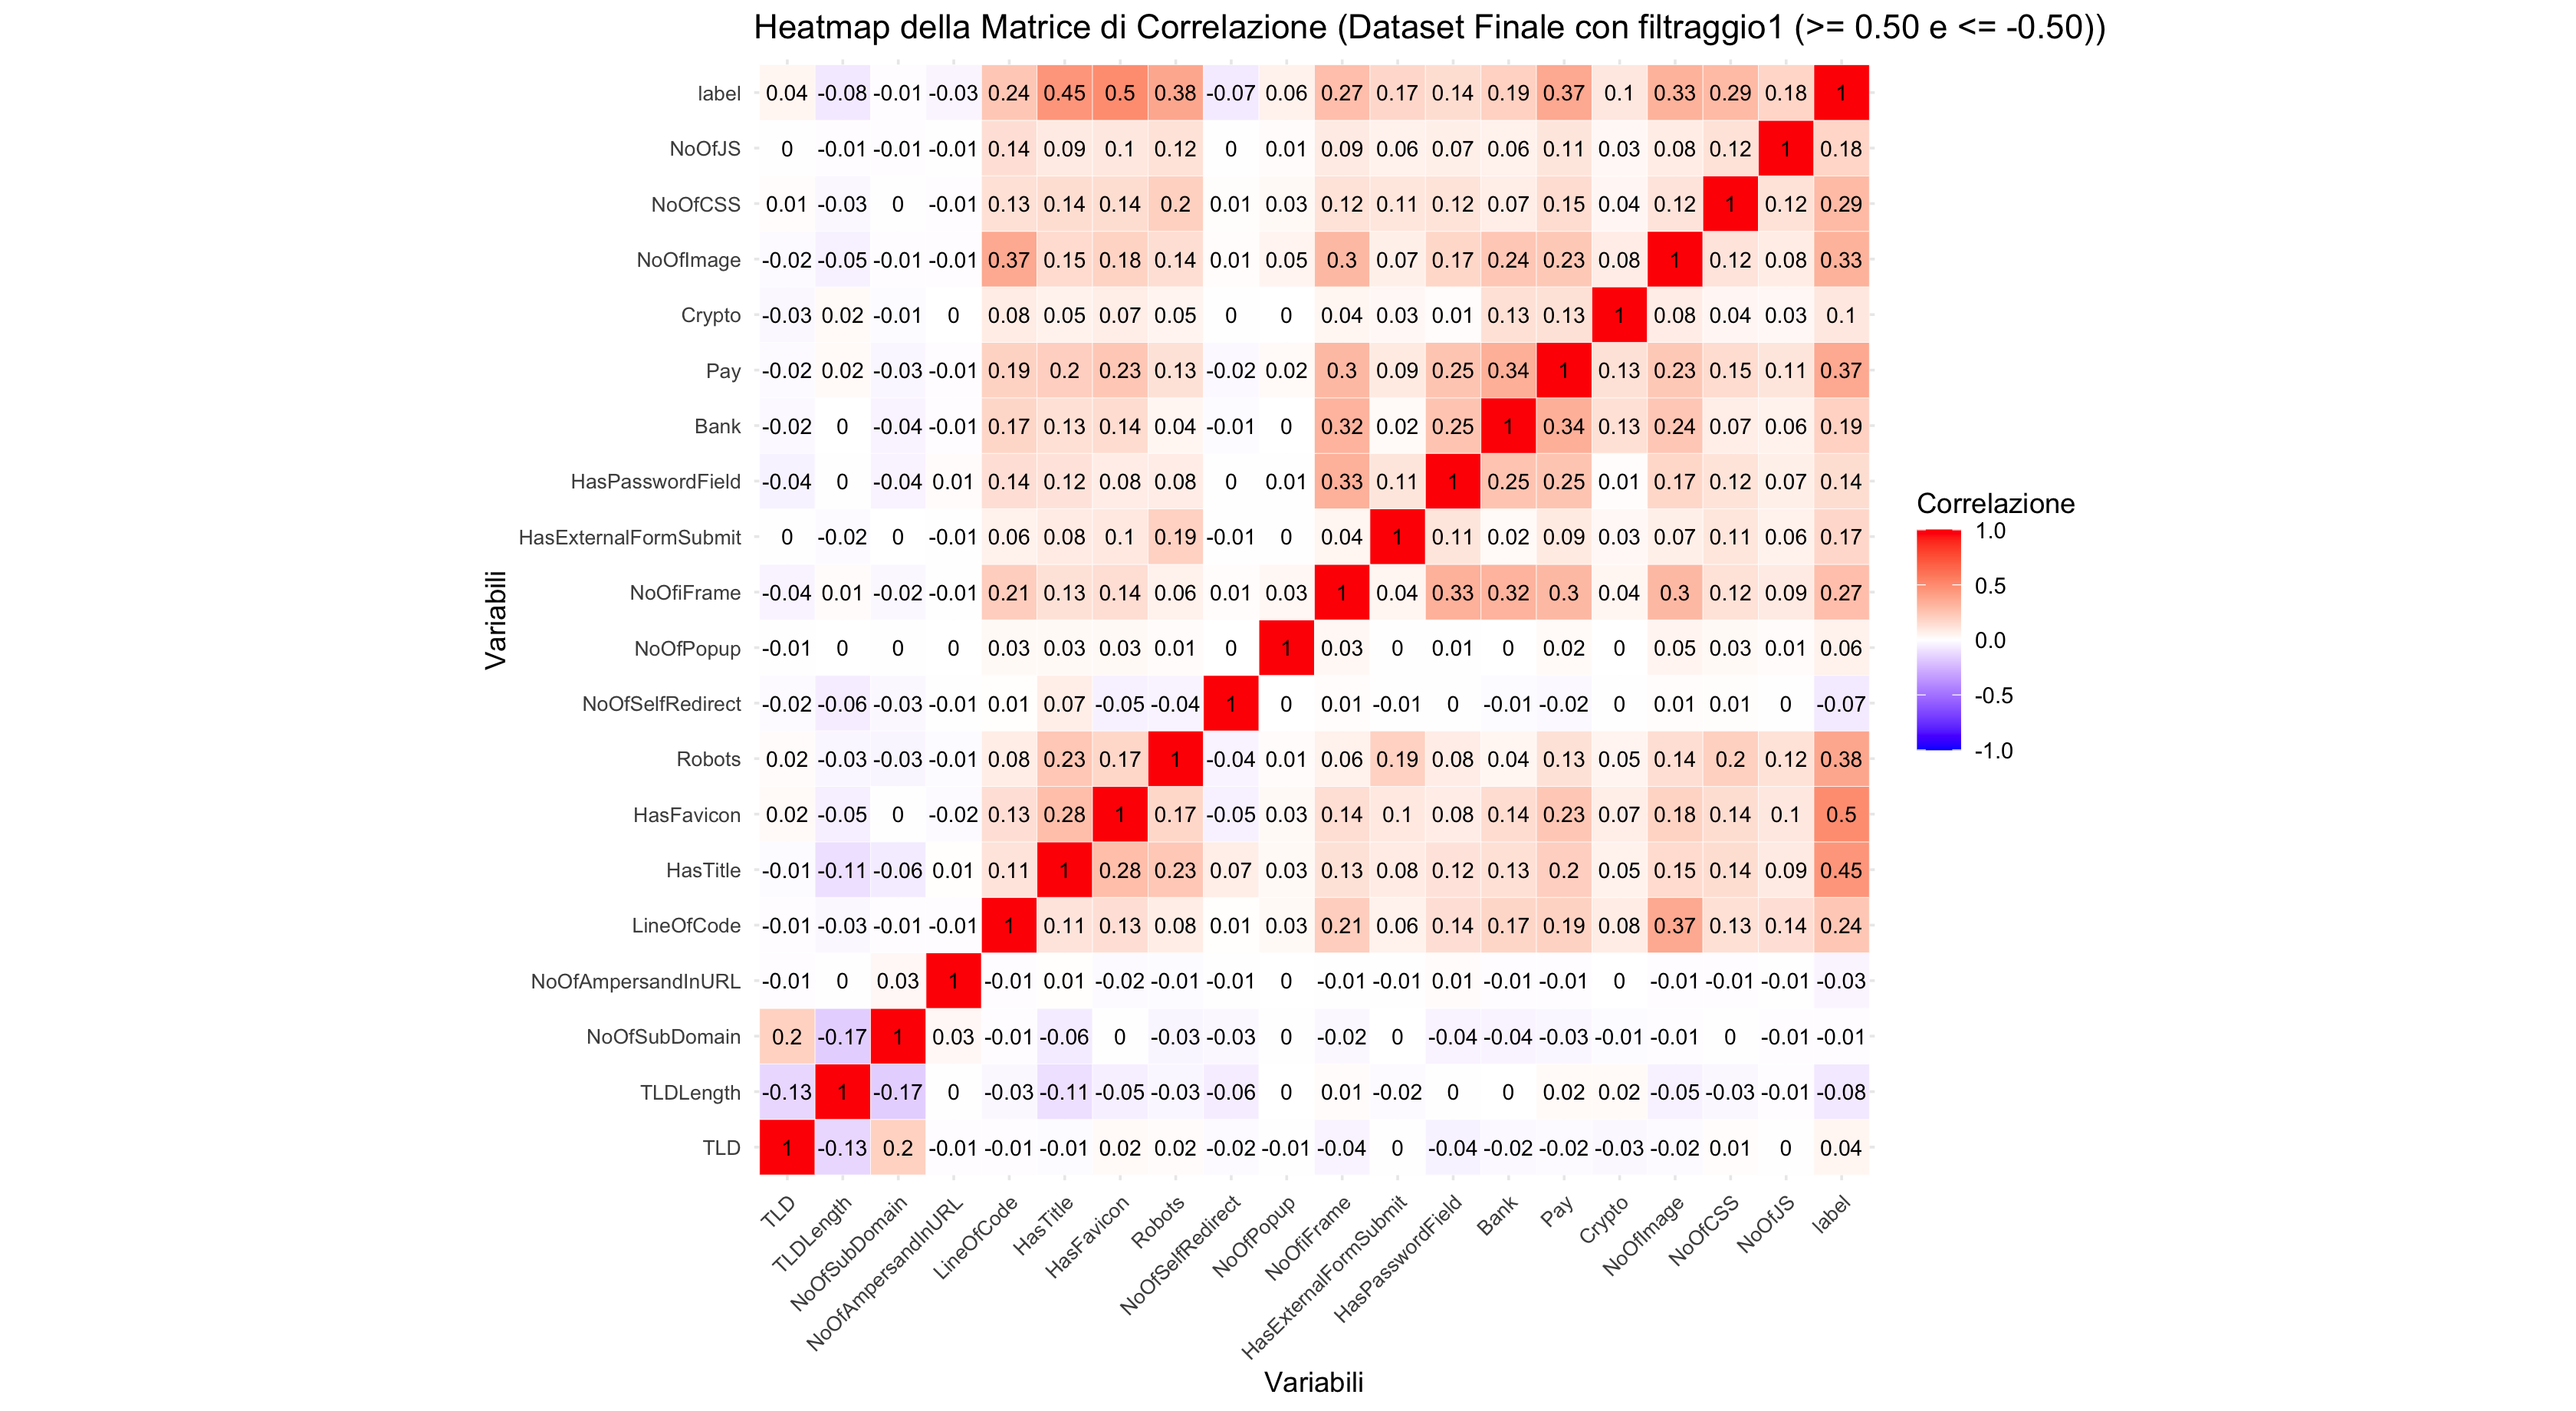 Heatmap della Matrice di Correlazione (Dataset Finale con filtraggio1 (>= 0.50 e <= -0.50))
label 0.04 -0.08 -0.01 -0.03 0.24 0.45 0.5 0.38 -0.07 0.06 0.27 0.17 0.14 0.19 0.37 0.1 0.33 0.29 0.18 1
NoOfJS 0 -0.01 -0.01 -0.01 0.14 0.09 0.1 0.12 0 0.01 0.09 0.06 0.07 0.06 0.11 0.03 0.08 0.12 1 0.18
NoOfCSS 0.01 -0.03 0 -0.01 0.13 0.14 0.14 0.2 0.01 0.03 0.12 0.11 0.12 0.07 0.15 0.04 0.12 1 0.12 0.29
NoOfImage -0.02 -0.05 -0.01 -0.01 0.37 0.15 0.18 0.14 0.01 0.05 0.3 0.07 0.17 0.24 0.23 0.08 1 0.12 0.08 0.33
Crypto -0.03 0.02 -0.01 0 0.08 0.05 0.07 0.05 0 0 0.04 0.03 0.01 0.13 0.13 1 0.08 0.04 0.03 0.1
Pay -0.02 0.02 -0.03 -0.01 0.19 0.2 0.23 0.13 -0.02 0.02 0.3 0.09 0.25 0.34 1 0.13 0.23 0.15 0.11 0.37
Bank -0.02 0 -0.04 -0.01 0.17 0.13 0.14 0.04 -0.01 0 0.32 0.02 0.25 1 0.34 0.13 0.24 0.07 0.06 0.19
HasPasswordField -0.04 0 -0.04 0.01 0.14 0.12 0.08 0.08 0 0.01 0.33 0.11 1 0.25 0.25 0.01 0.17 0.12 0.07 0.14
HasExternalFormSubmit 0 -0.02 0 -0.01 0.06 0.08 0.1 0.19 -0.01 0 0.04 1 0.11 0.02 0.09 0.03 0.07 0.11 0.06 0.17
NoOfiFrame -0.04 0.01 -0.02 -0.01 0.21 0.13 0.14 0.06 0.01 0.03 1 0.04 0.33 0.32 0.3 0.04 0.3 0.12 0.09 0.27
NoOfPopup -0.01 0 0 0 0.03 0.03 0.03 0.01 0 1 0.03 0 0.01 0 0.02 0 0.05 0.03 0.01 0.06
NoOfSelfRedirect -0.02 -0.06 -0.03 -0.01 0.01 0.07 -0.05 -0.04 1 0 0.01 -0.01 0 -0.01 -0.02 0 0.01 0.01 0 -0.07
Robots 0.02 -0.03 -0.03 -0.01 0.08 0.23 0.17 1 -0.04 0.01 0.06 0.19 0.08 0.04 0.13 0.05 0.14 0.2 0.12 0.38
HasFavicon 0.02 -0.05 0 -0.02 0.13 0.28 1 0.17 -0.05 0.03 0.14 0.1 0.08 0.14 0.23 0.07 0.18 0.14 0.1 0.5
HasTitle -0.01 -0.11 -0.06 0.01 0.11 1 0.28 0.23 0.07 0.03 0.13 0.08 0.12 0.13 0.2 0.05 0.15 0.14 0.09 0.45
LineOfCode -0.01 -0.03 -0.01 -0.01 1 0.11 0.13 0.08 0.01 0.03 0.21 0.06 0.14 0.17 0.19 0.08 0.37 0.13 0.14 0.24
NoOfAmpersandInURL -0.01 0 0.03 1 -0.01 0.01 -0.02 -0.01 -0.01 0 -0.01 -0.01 0.01 -0.01 -0.01 0 -0.01 -0.01 -0.01 -0.03
NoOfSubDomain 0.2 -0.17 1 0.03 -0.01 -0.06 0 -0.03 -0.03 0 -0.02 0 -0.04 -0.04 -0.03 -0.01 -0.01 0 -0.01 -0.01
TLDLength -0.13 1 -0.17 0 -0.03 -0.11 -0.05 -0.03 -0.06 0 0.01 -0.02 0 0 0.02 0.02 -0.05 -0.03 -0.01 -0.08
TLD 1 -0.13 0.2 -0.01 -0.01 -0.01 0.02 0.02 -0.02 -0.01 -0.04 0 -0.04 -0.02 -0.02 -0.03 -0.02 0.01 0 0.04
TLD
TLDLength
NoOfSubDomain
NoOfAmpersandInURL
LineOfCode
HasTitle
HasFavicon
Robots
NoOfSelfRedirect
NoOfPopup
NoOfiFrame
HasExternalFormSubmit
HasPasswordField
Bank
Pay
Crypto
NoOfImage
NoOfCSS
NoOfJS
label
Variabili
Variabili
Correlazione
1.0
0.5
0.0
-0.5
-1.0